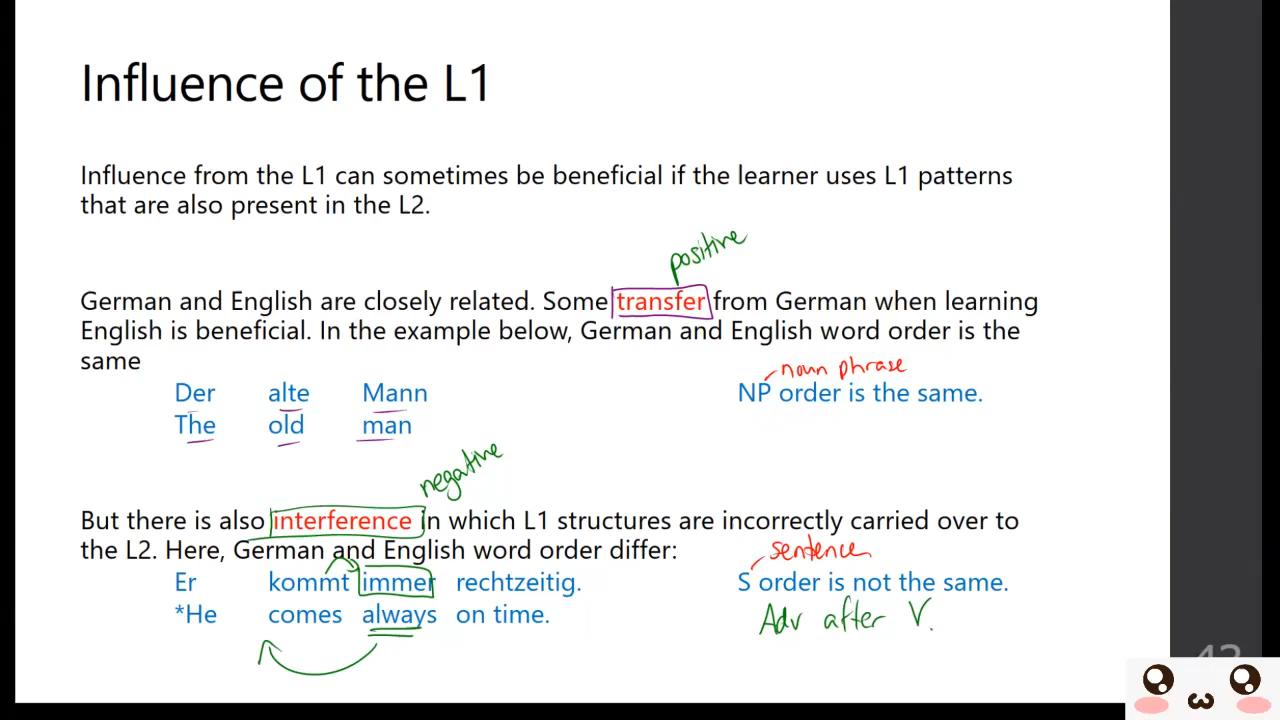 Influence of the L1
Influence from the L1 can sometimes be beneficial if the learner uses L1 patterns
that are also present in the L2.
positive
German and English are closely related. Some transfer from German when learning
English is beneficial. In the example below, German and English word order is the
same
noun phrase
Der alte Mann NP order is the same.
The old man
negative
But there is also interference in which L1 structures are incorrectly carried over to
the L2. Here, German and English word order differ:
sentence
Er kommt immer rechtzeitig. S order is not the same.
*He comes always on time. Adv after V.